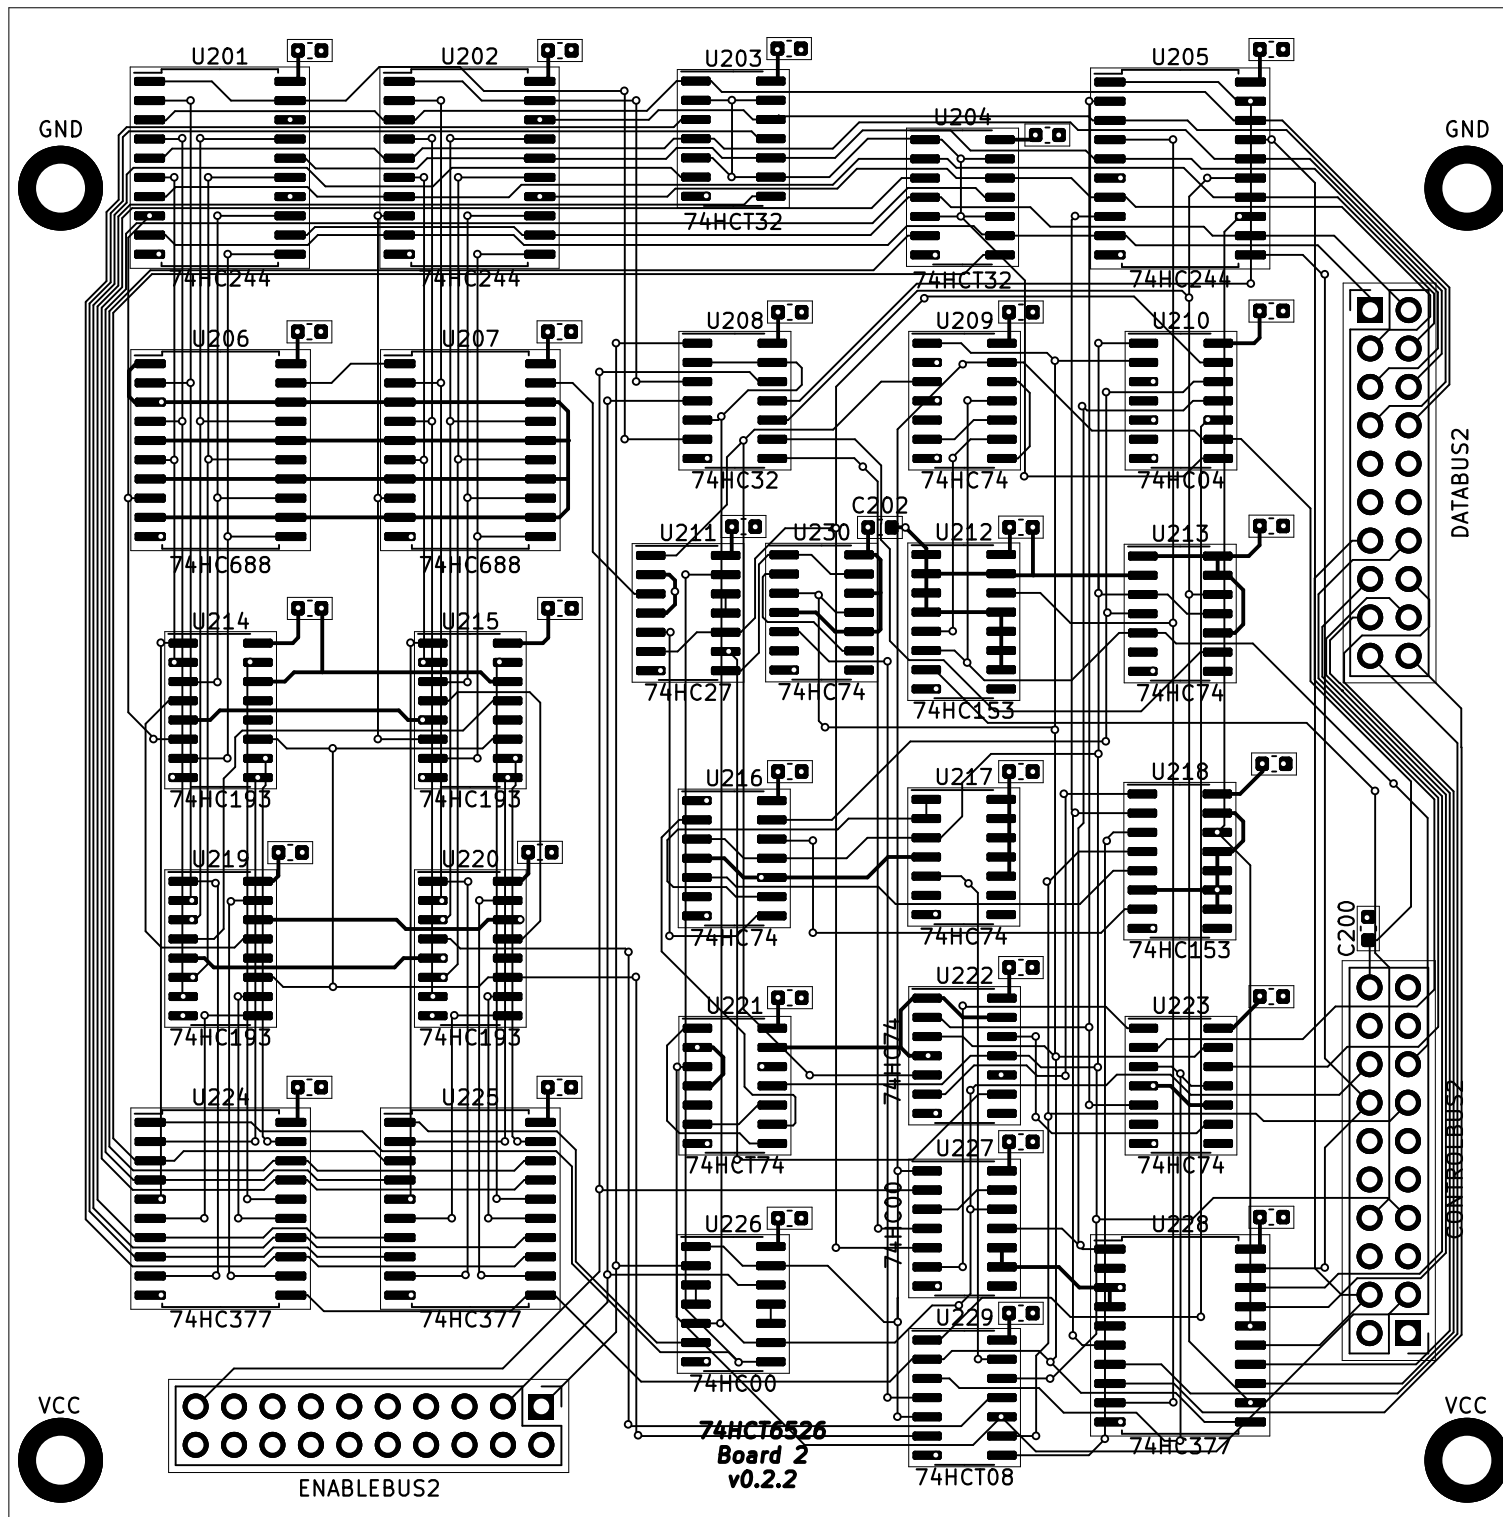 U201
U202
U203
U205
GND
U204
GND
74HCT32
74HC244
74HC244
74HCT32
74HC244
U206
U207
U208
U209
U210
DATABUS2
74HC32
74HC74
74HC04
C202
U211
U230
U212
U213
74HC688
74HC688
U214
U215
74HC27
74HC74
74HC153
74HC74
U216
U217
U218
74HC193
74HC193
U219
U220
C200
74HC74
74HC74
74HC153
U222
U221
U223
74HC193
74HC193
74HC74
CONTROLBUS2
U224
U225
U227
74HCT74
74HC74
74HC00
U226
U228
74HC377
74HC377
U229
74HC00
VCC
VCC
74HCT6526
Board 2
v0.2.2
74HC377
74HCT08
ENABLEBUS2